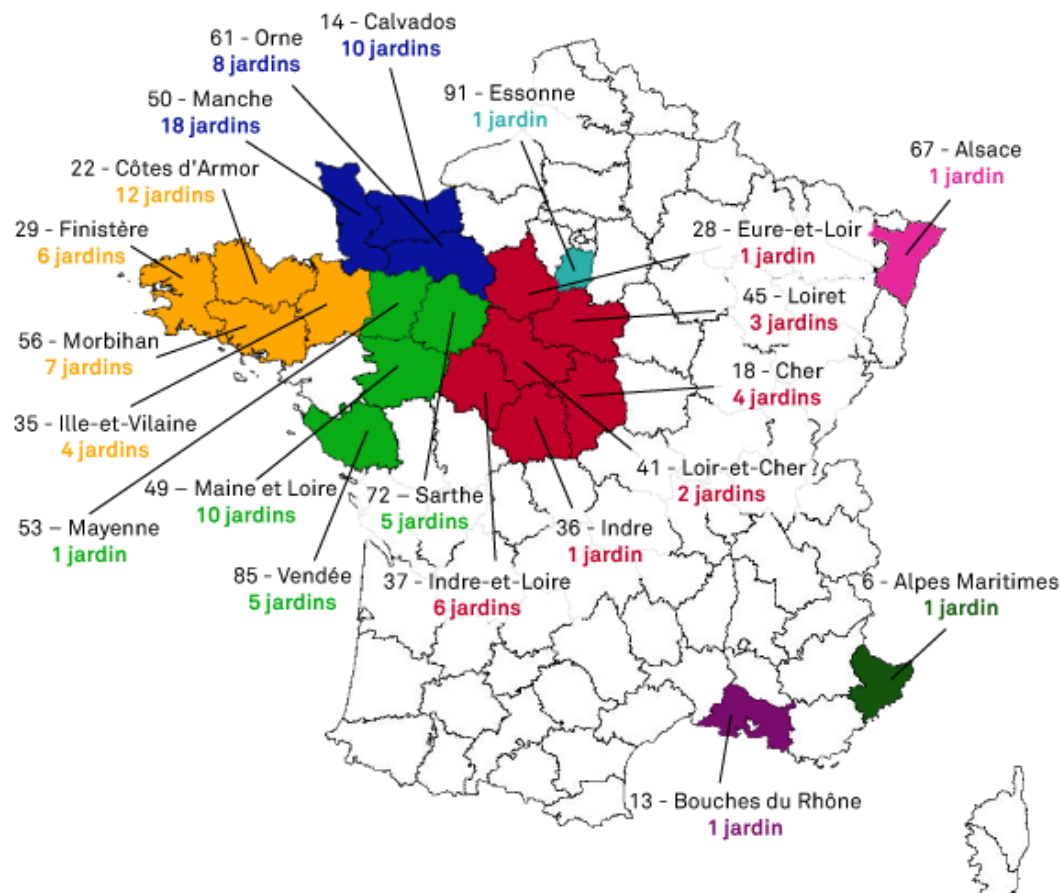 14 - Calvados
10 jardins
61 - Orne
8 jardins
50 - Manche
18 jardins
91 - Essonne
1 jardin
67 - Alsace
1 jardin
22 - Côtes d'Armor
12 jardins
29 - Finistère
6 jardins
28 - Eure-et-Loir
1 jardin
45 - Loiret
3 jardins
56 - Morbihan
7 jardins
18 - Cher
4 jardins
35 - Ille-et-Vilaine
4 jardins
41 - Loir-et-Cher
2 jardins
49 – Maine et Loire
10 jardins
72 – Sarthe
5 jardins
53 – Mayenne
1 jardin
36 - Indre
1 jardin
85 - Vendée
5 jardins
37 - Indre-et-Loire
6 jardins
6 - Alpes Maritimes
1 jardin
13 - Bouches du Rhône
1 jardin